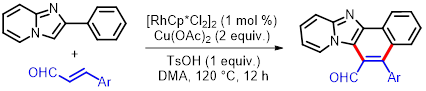 [RhCp*Cl2]2 (1 mol %)
Cu(OAc)2 (2 equiv.)
TsOH (1 equiv.)
DMA, 120 °C, 12 h
N
N
+
OHC
Ar
N
N
OHC
Ar